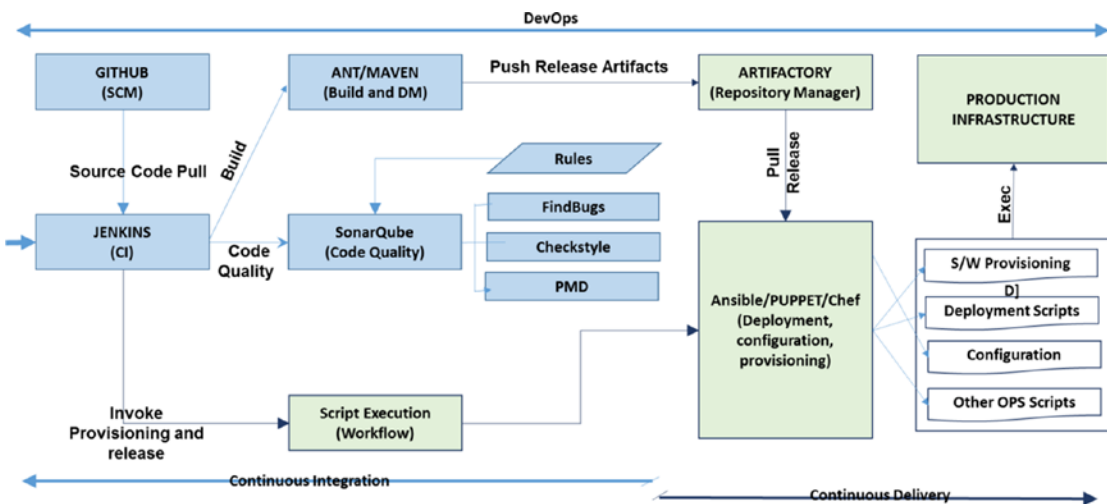 DevOps
GITHUB
(SCM)
ANT/MAVEN
(Build and DM)
Push Release Artifacts
ARTIFACTORY
(Repository Manager)
PRODUCTION
INFRASTRUCTURE
Source Code Pull
Build
Rules
Pull
Release
FindBugs
Exec
JENKINS
(CI)
Code
Quality
SonarQube
(Code Quality)
Checkstyle
PMD
Ansible/PUPPET/Chef
(Deployment,
configuration,
provisioning)
S/W Provisioning
D]
Deployment Scripts
Configuration
Other OPS Scripts
Invoke
Provisioning and
release
Script Execution
(Workflow)
Continuous Integration
Continuous Delivery